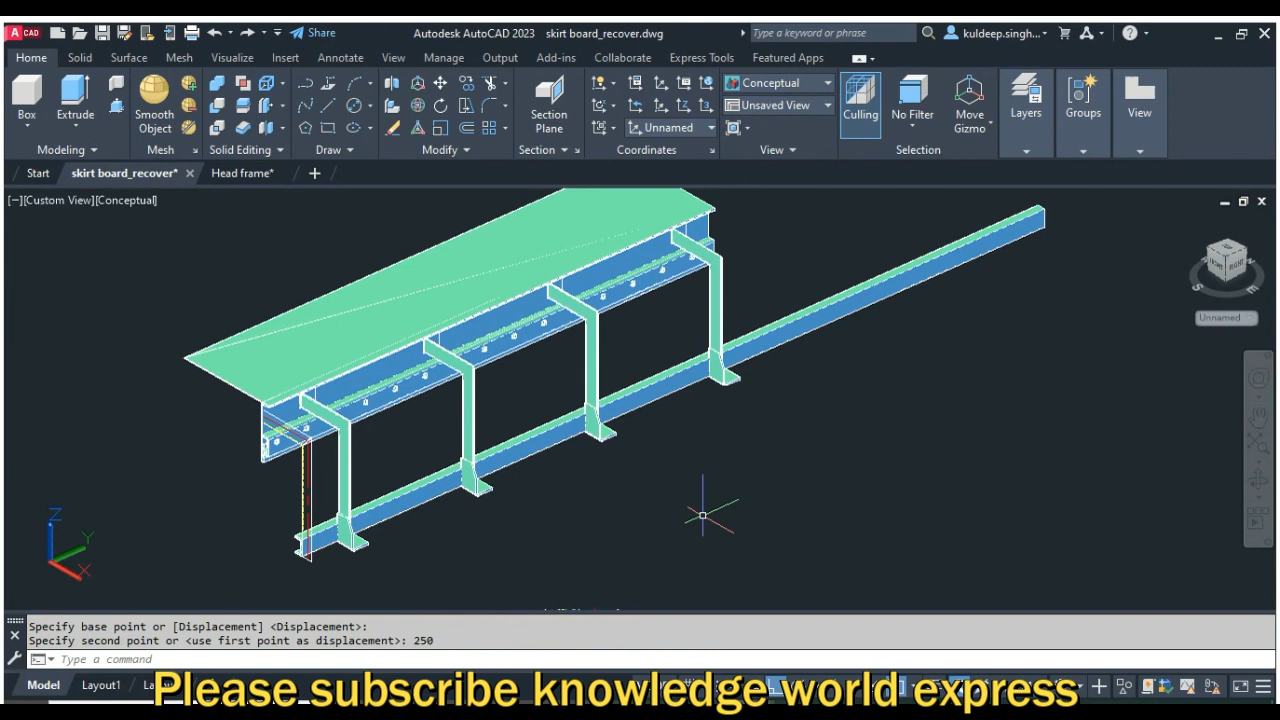 A CAD
Share
Autodesk AutoCAD 2023 skirt board_recover.dwg
Type a keyword or phrase
kuldeep.singh...
Home Solid Surface Mesh Visualize Insert Annotate View Manage Output Add-ins Collaborate Express Tools Featured Apps
Box
Extrude
Smooth
Object
Section
Plane
Unnamed
Conceptual
Unsaved View
Culling
No Filter
Move
Gizmo
Layers
Groups
View
Modeling
Mesh
Solid Editing
Draw
Modify
Section
Coordinates
View
Selection
Start
skirt board_recover*
Head frame*
[−][Custom View][Conceptual]
RIGHT
S
E
Unnamed
Z
Y
X
Specify base point or [Displacement] <Displacement>:
Specify second point or <use first point as displacement>: 250
Type a command
Model
Layout1
Please subscribe knowledge world express